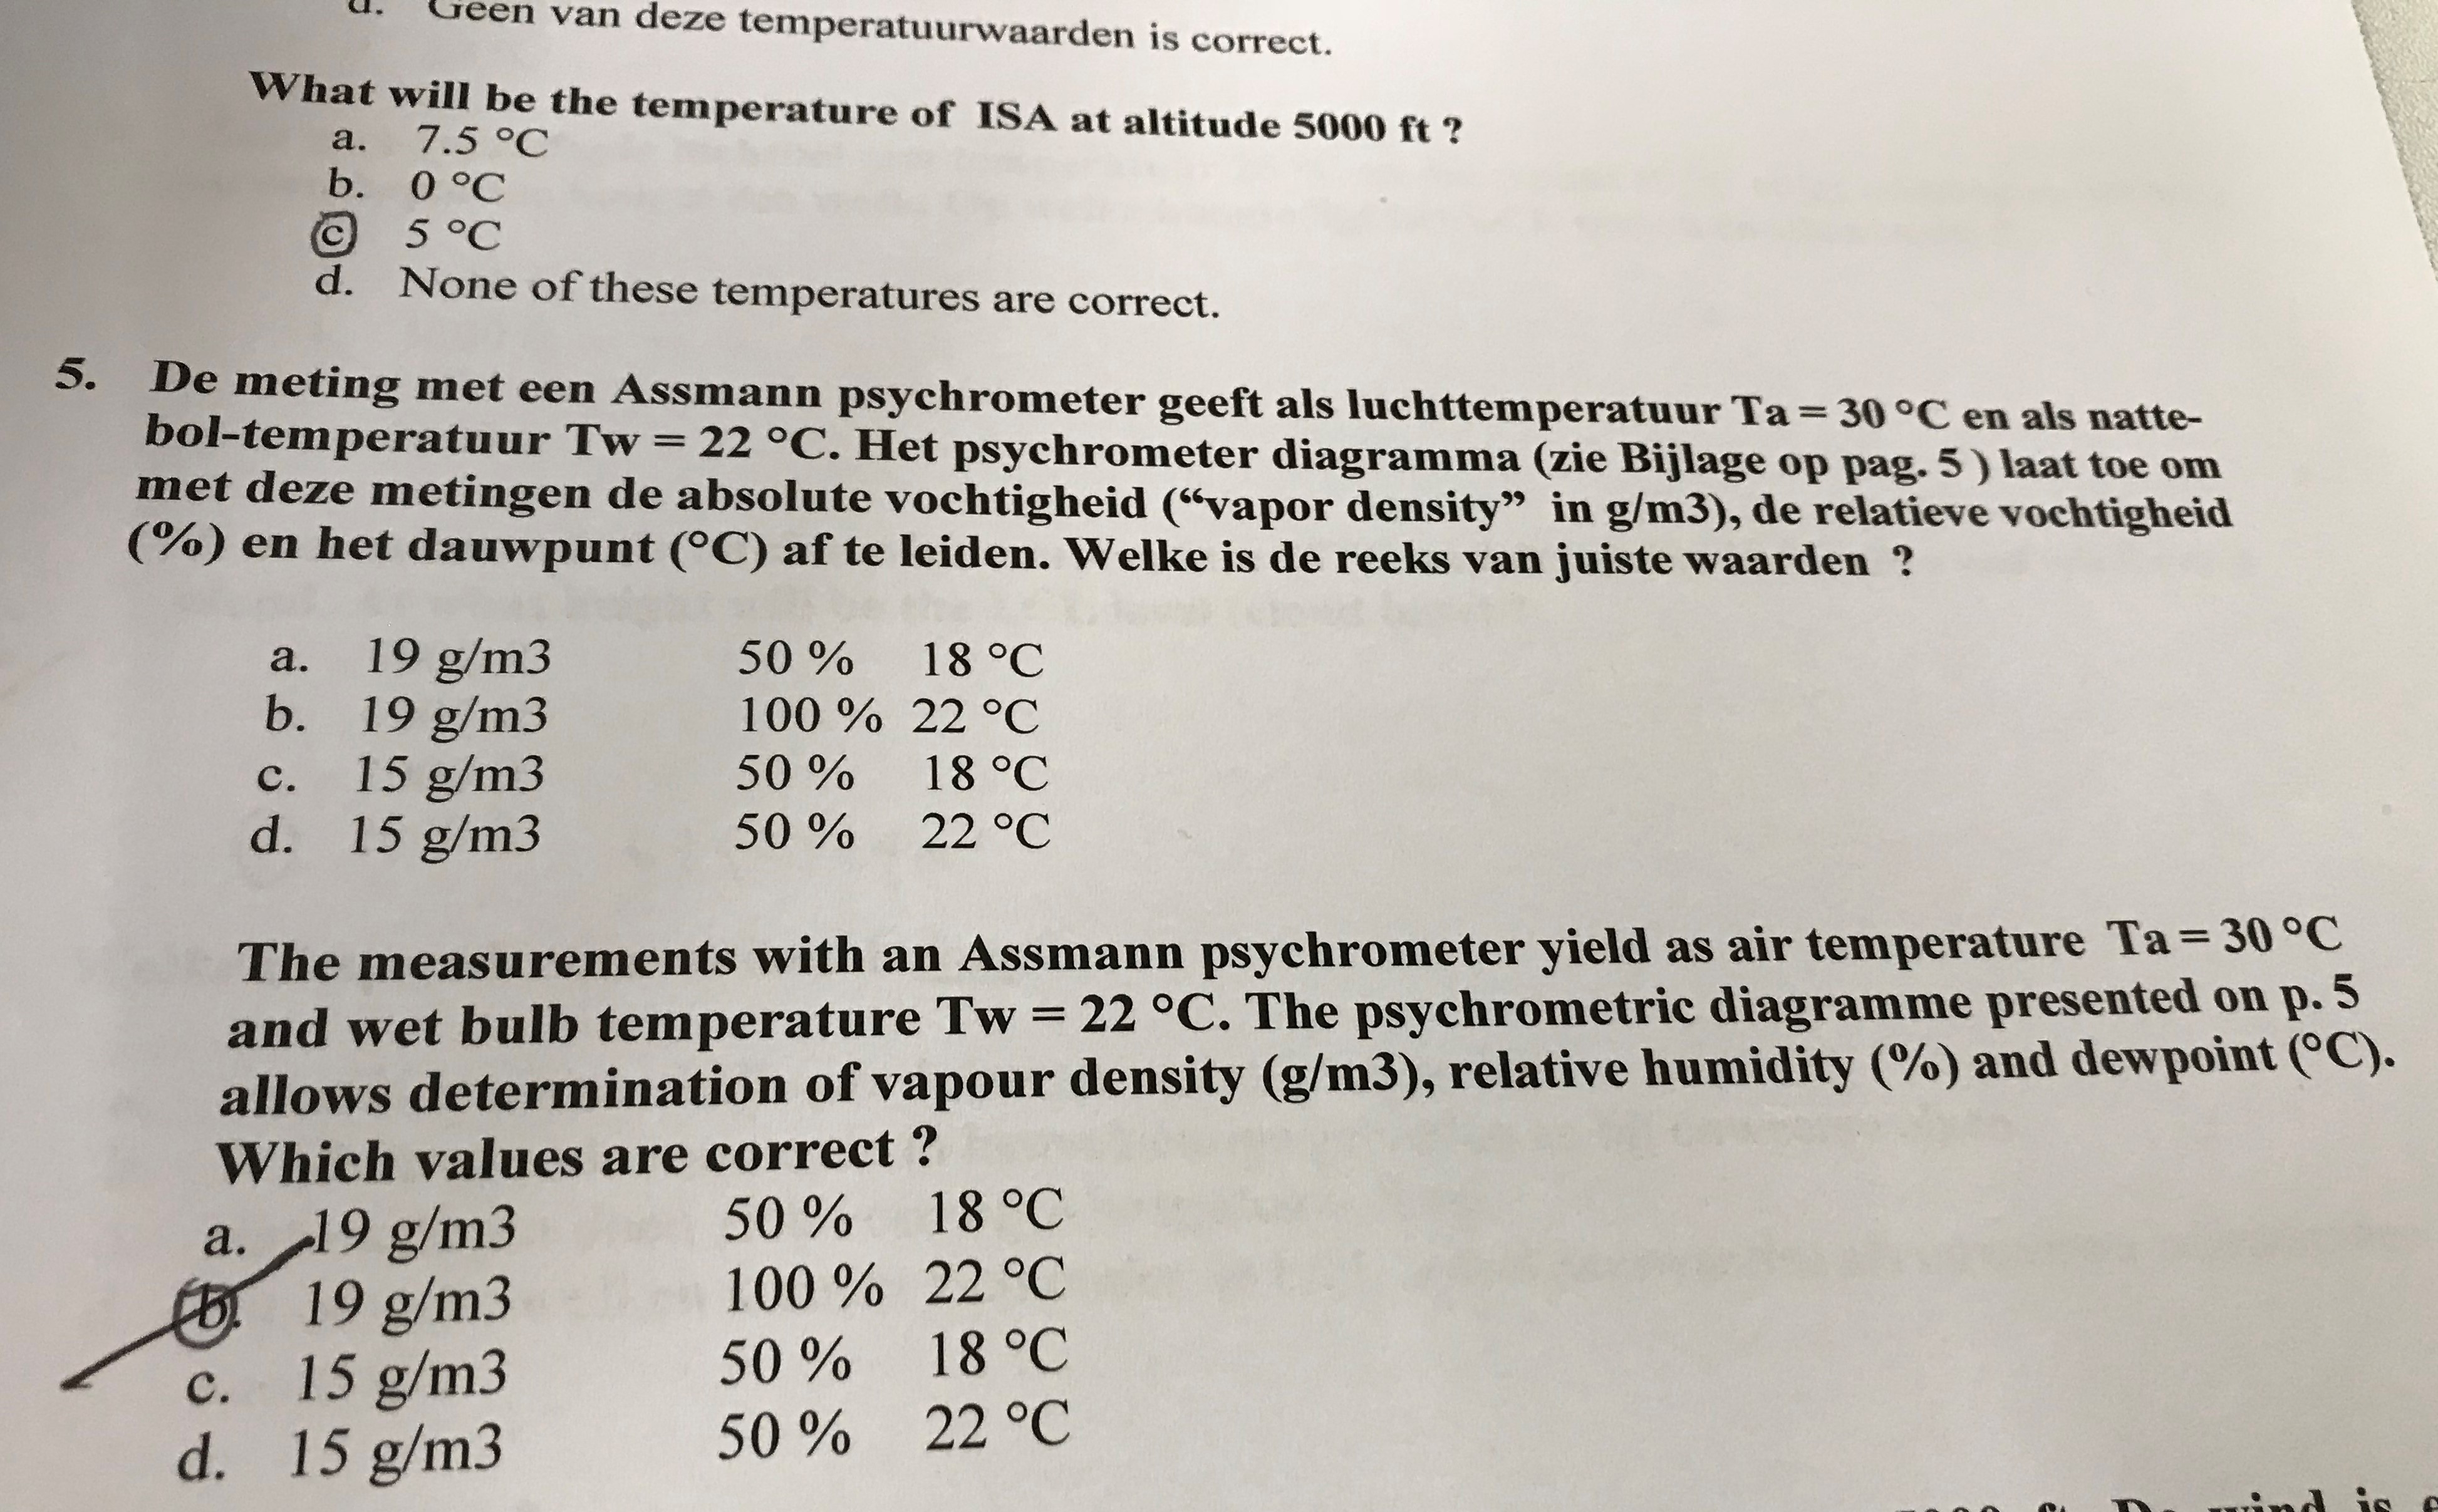 d. Geen van deze temperatuurwaarden is correct.
What will be the temperature of ISA at altitude 5000 ft ?
a. 7.5 °C
b. 0 °C
c 5 °C
d. None of these temperatures are correct.
5. De meting met een Assmann psychrometer geeft als luchttemperatuur Ta = 30 °C en als natte-
bol-temperatuur Tw = 22 °C. Het psychrometer diagramma (zie Bijlage op pag. 5 ) laat toe om
met deze metingen de absolute vochtigheid (“vapor density” in g/m3), de relatieve vochtigheid
(%) en het dauwpunt (°C) af te leiden. Welke is de reeks van juiste waarden ?
a. 19 g/m3 50 % 18 °C
b. 19 g/m3 100 % 22 °C
c. 15 g/m3 50 % 18 °C
d. 15 g/m3 50 % 22 °C
The measurements with an Assmann psychrometer yield as air temperature Ta = 30 °C
and wet bulb temperature Tw = 22 °C. The psychrometric diagramme presented on p. 5
allows determination of vapour density (g/m3), relative humidity (%) and dewpoint (°C).
Which values are correct ?
a. 19 g/m3 50 % 18 °C
b. 19 g/m3 100 % 22 °C
c. 15 g/m3 50 % 18 °C
d. 15 g/m3 50 % 22 °C
wind is